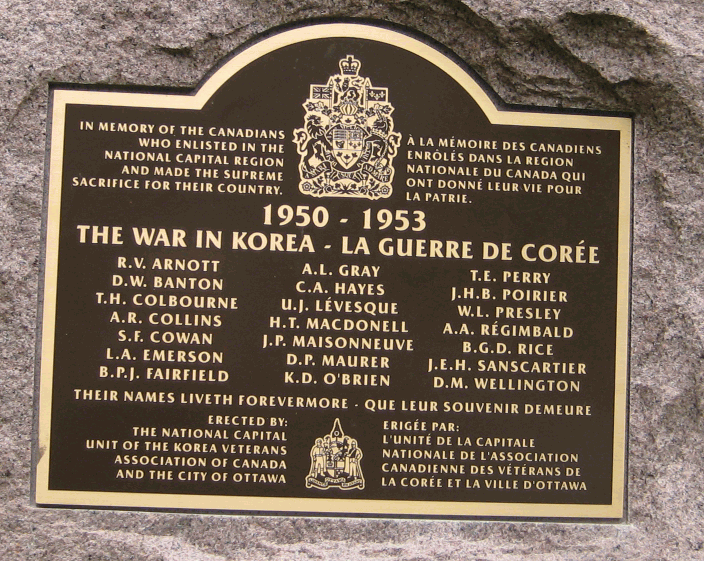 IN MEMORY OF THE CANADIANS
WHO ENLISTED IN THE
NATIONAL CAPITAL REGION
AND MADE THE SUPREME
SACRIFICE FOR THEIR COUNTRY.
À LA MÉMOIRE DES CANADIENS
ENRÔLÉS DANS LA REGION
NATIONALE DU CANADA QUI
ONT DONNÉ LEUR VIE POUR
LA PATRIE.
1950 - 1953
THE WAR IN KOREA - LA GUERRE DE CORÉE
R.V. ARNOTT
D.W. BANTON
T.H. COLBOURNE
A.R. COLLINS
S.F. COWAN
L.A. EMERSON
B.P.J. FAIRFIELD
A.L. GRAY
C.A. HAYES
U.J. LÉVESQUE
H.T. MACDONELL
J.P. MAISONNEUVE
D.P. MAURER
K.D. O'BRIEN
T.E. PERRY
J.H.B. POIRIER
W.L. PRESLEY
A.A. RÉGIMBALD
B.G.D. RICE
J.E.H. SANSCARTIER
D.M. WELLINGTON
THEIR NAMES LIVETH FOREVERMORE - QUE LEUR SOUVENIR DEMEURE
ERECTED BY:
THE NATIONAL CAPITAL
UNIT OF THE KOREA VETERANS
ASSOCIATION OF CANADA
AND THE CITY OF OTTAWA
ERIGÉE PAR:
L'UNITÉ DE LA CAPITALE
NATIONALE DE L'ASSOCIATION
CANADIENNE DES VÉTÉRANS DE
LA CORÉE ET LA VILLE D'OTTAWA